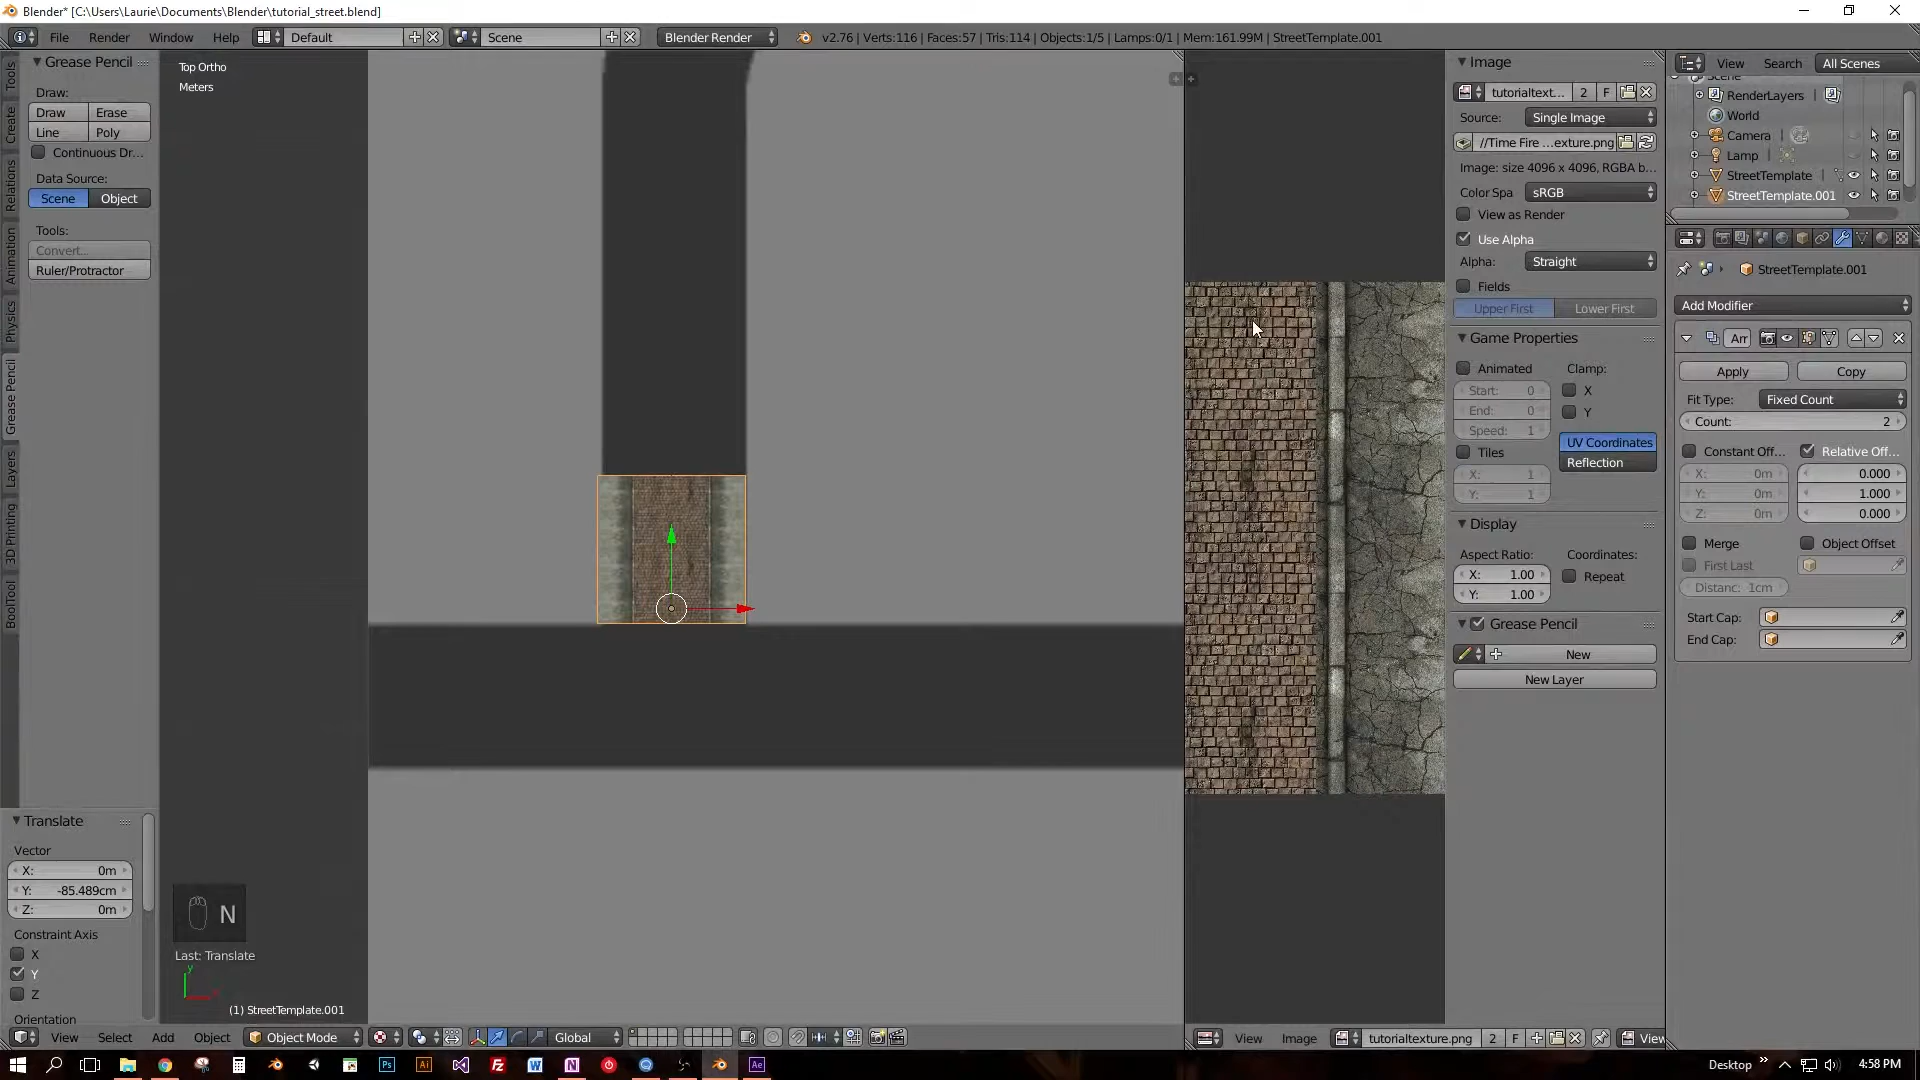 Blender* [C:\Users\Laurie\Documents\Blender\tutorial_street.blend]
File Render Window Help Default Scene Blender Render v2.76 | Verts:116 | Faces:57 | Tris:114 | Objects:1/5 | Lamps:0/1 | Mem:161.99M | StreetTemplate.001
Tools
Create
Relations
Animation
Physics
Grease Pencil
Layers
3D Printing
BoolTool
Grease Pencil
Draw:
Draw Erase
Line Poly
Continuous Dr...
Data Source:
Scene Object
Tools:
Convert...
Ruler/Protractor
Translate
Vector
X: 0m
Y: -85.489cm
Z: 0m
Constraint Axis
X
Y
Z
Orientation
Top Ortho
Meters
N
Last: Translate
y
(1) StreetTemplate.001
View Select Add Object Object Mode Global
Image
tutorialtext... 2 F
Source: Single Image
//Time Fire ...exture.png
Image: size 4096 x 4096, RGBA b...
Color Spa sRGB
View as Render
Use Alpha
Alpha: Straight
Fields
Upper First Lower First
Game Properties
Animated Clamp:
Start: 0 X
End: 0 Y
Speed: 1
Tiles
X: 1
Y: 1
UV Coordinates
Reflection
Display
Aspect Ratio: Coordinates:
X: 1.00 Repeat
Y: 1.00
Grease Pencil
New
New Layer
View Image tutorialtexture.png 2 F View
View Search All Scenes
Scene
RenderLayers
World
Camera
Lamp
StreetTemplate
StreetTemplate.001
StreetTemplate.001
Add Modifier
Arr
Apply Copy
Fit Type: Fixed Count
Count: 2
Constant Off... Relative Off...
X: 0m 0.000
Y: 0m 1.000
Z: 0m 0.000
Merge Object Offset
First Last
Distanc: 1cm
Start Cap:
End Cap:
Ps Ai W N Ae
Desktop 4:58 PM